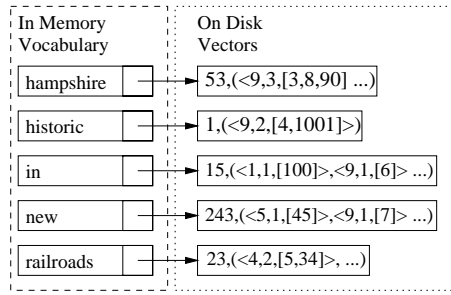 In Memory
Vocabulary
On Disk
Vectors
hampshire
53,(<9,3,[3,8,90] ...)
historic
1,(<9,2,[4,1001]>)
in
15,(<1,1,[100]>,<9,1,[6]> ...)
new
243,(<5,1,[45]>,<9,1,[7]> ...)
railroads
23,(<4,2,[5,34]>, ...)